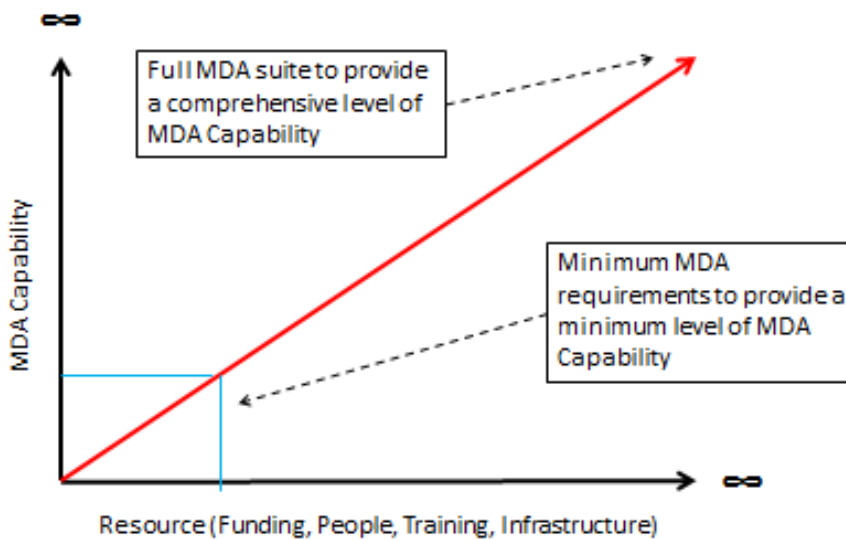 ∞
Full MDA suite to provide
a comprehensive level of
MDA Capability
MDA Capability
Minimum MDA
requirements to provide a
minimum level of MDA
Capability
∞
Resource (Funding, People, Training, Infrastructure)